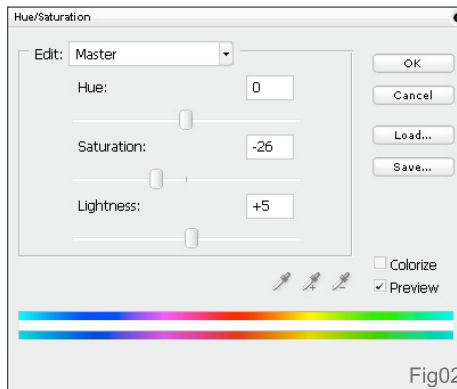 Hue/Saturation
Edit: Master
OK
Hue: 0
Cancel
Saturation: -26
Load...
Save...
Lightness: +5
Colorize
Preview
Fig02